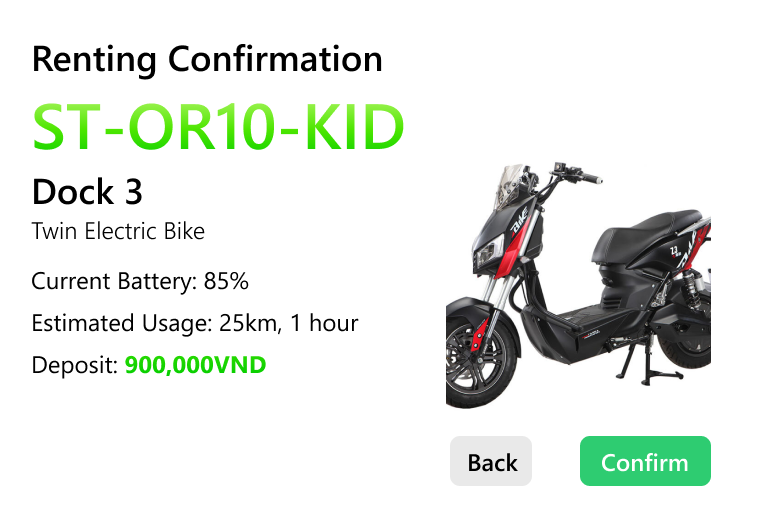 Renting Confirmation
ST-OR10-KID
Dock 3
Twin Electric Bike
Current Battery: 85%
Estimated Usage: 25km, 1 hour
Deposit: 900,000VND
Back
Confirm